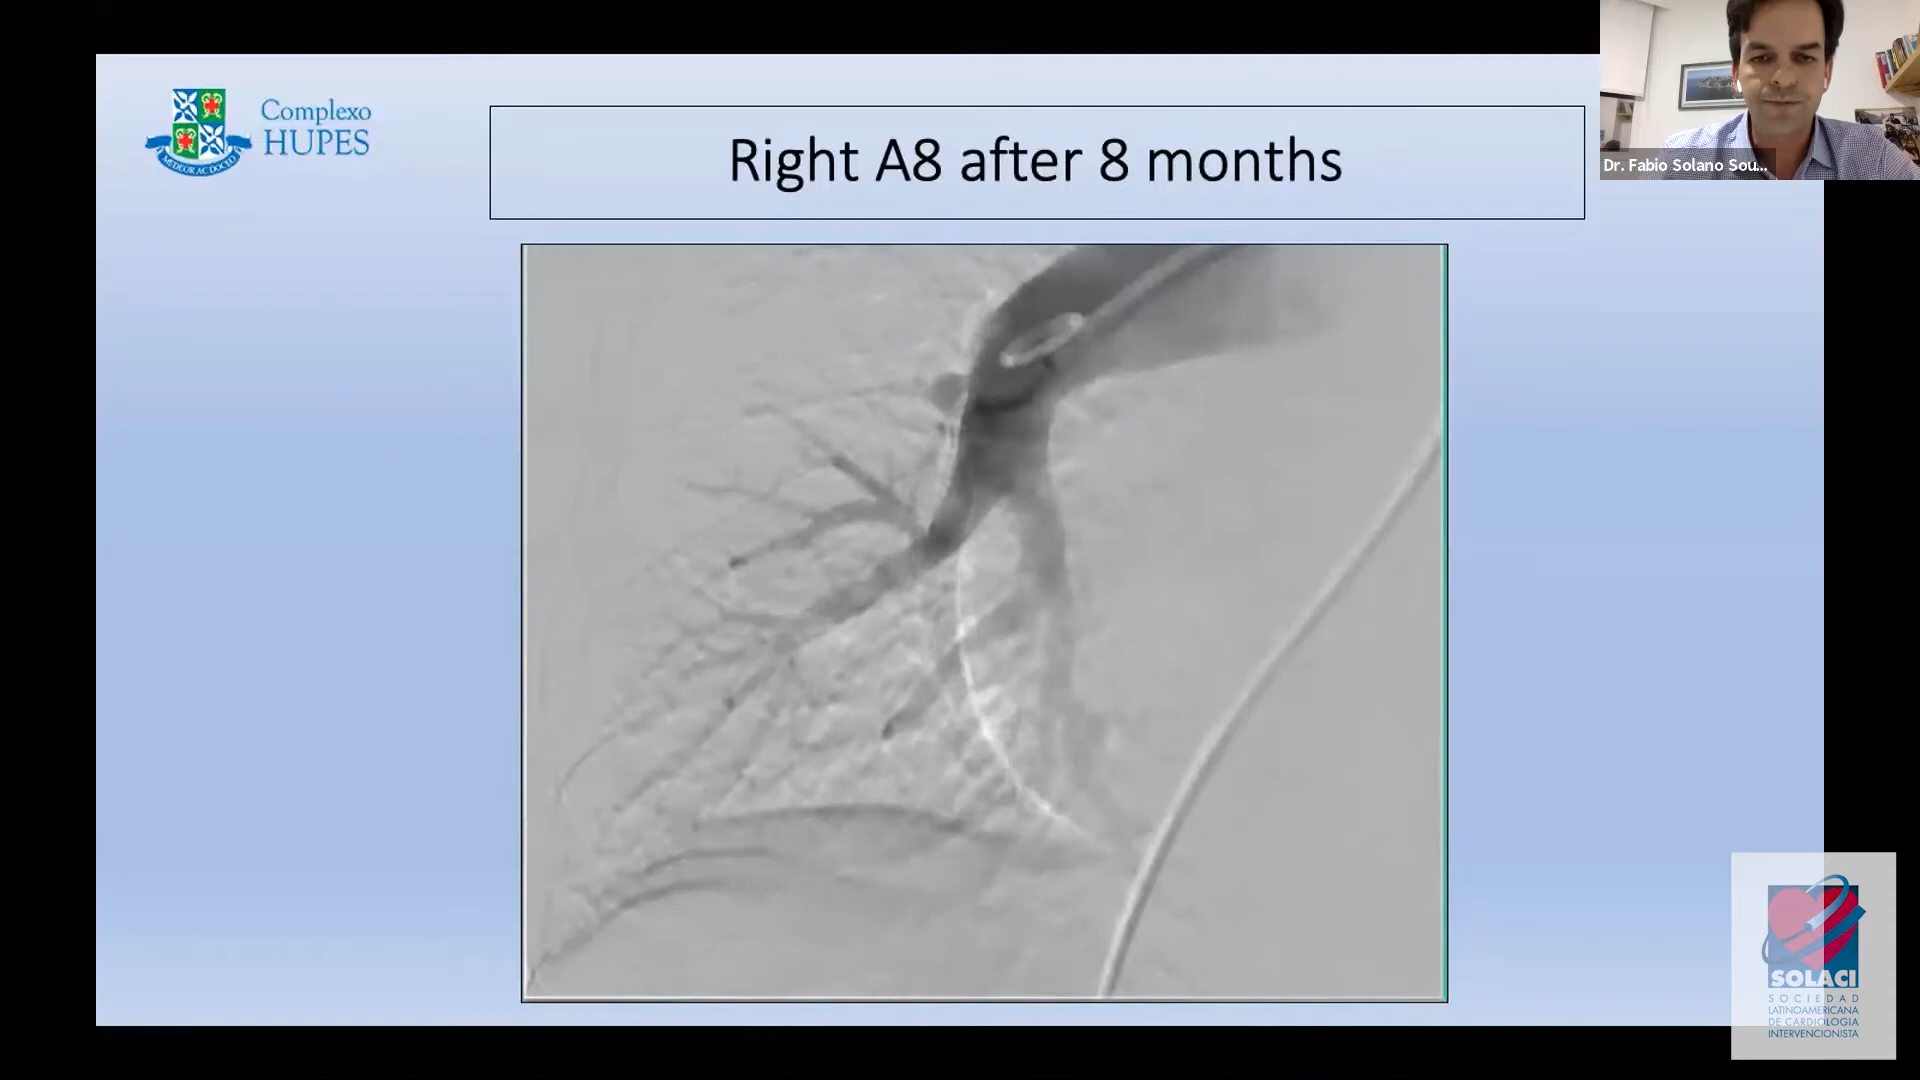 Complexo
HUPES
MEDEOR AC DOCEO
Right A8 after 8 months
Dr. Fabio Solano Sou...
SOLACI
SOCIEDAD
LATINOAMERICANA
DE CARDIOLOGIA
INTERVENCIONISTA